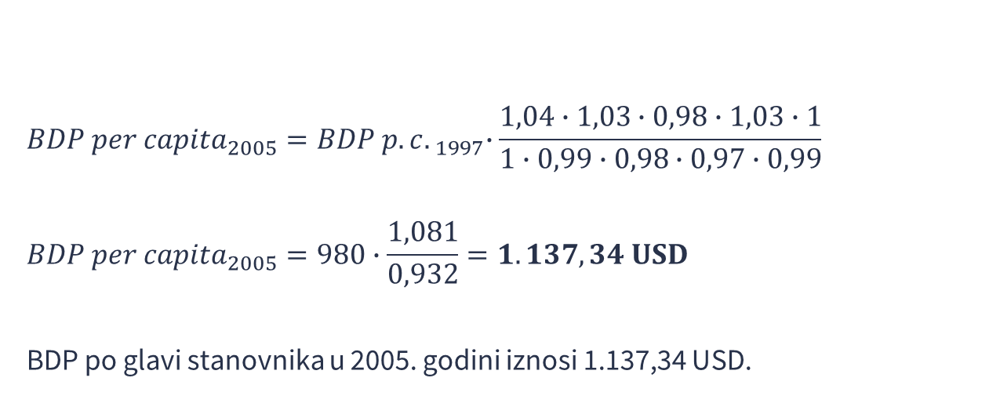 BDP per capita₂₀₀₅ = BDP p.c.₁₉₉₇ · (1,04 · 1,03 · 0,98 · 1,03 · 1) / (1 · 0,99 · 0,98 · 0,97 · 0,99)
BDP per capita₂₀₀₅ = 980 · 1,081 / 0,932 = 1.137,34 USD
BDP po glavi stanovnika u 2005. godini iznosi 1.137,34 USD.